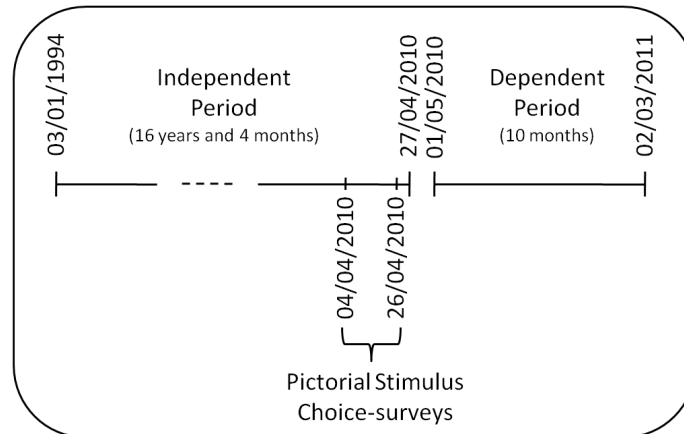 03/01/1994
Independent
Period
(16 years and 4 months)
27/04/2010
01/05/2010
Dependent
Period
(10 months)
02/03/2011
04/04/2010
26/04/2010
Pictorial Stimulus
Choice-surveys